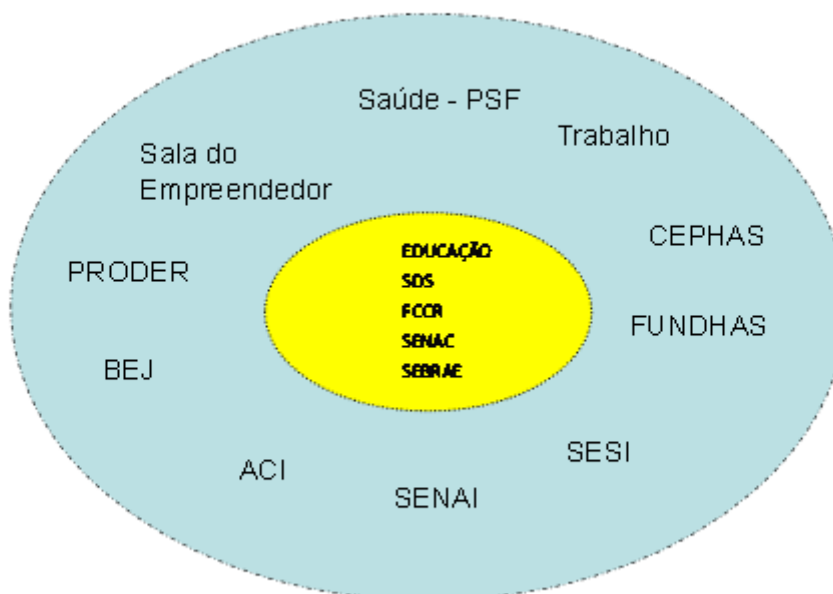 Saúde - PSF
Trabalho
Sala do
Empreendedor
CEPHAS
PRODER
EDUCAÇÃO
SDS
FCCR
SENAC
SEBRAE
FUNDHAS
BEJ
SESI
ACI
SENAI